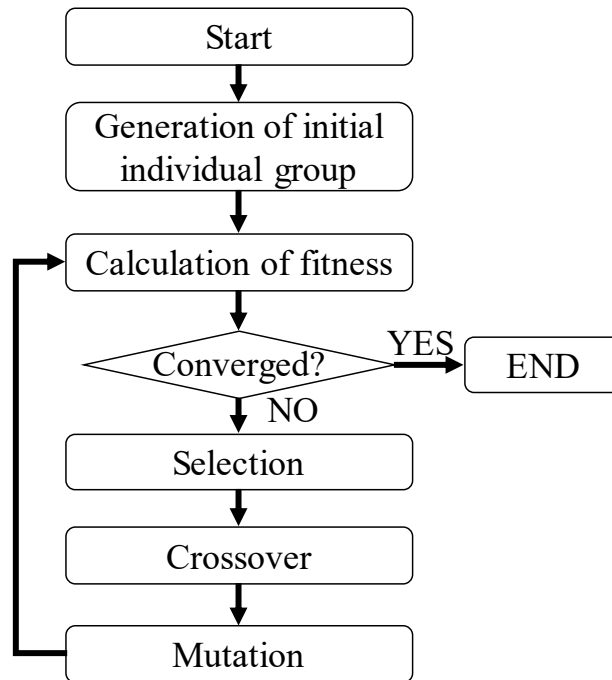 Start
Generation of initial
individual group
Calculation of fitness
Converged?
YES
END
NO
Selection
Crossover
Mutation